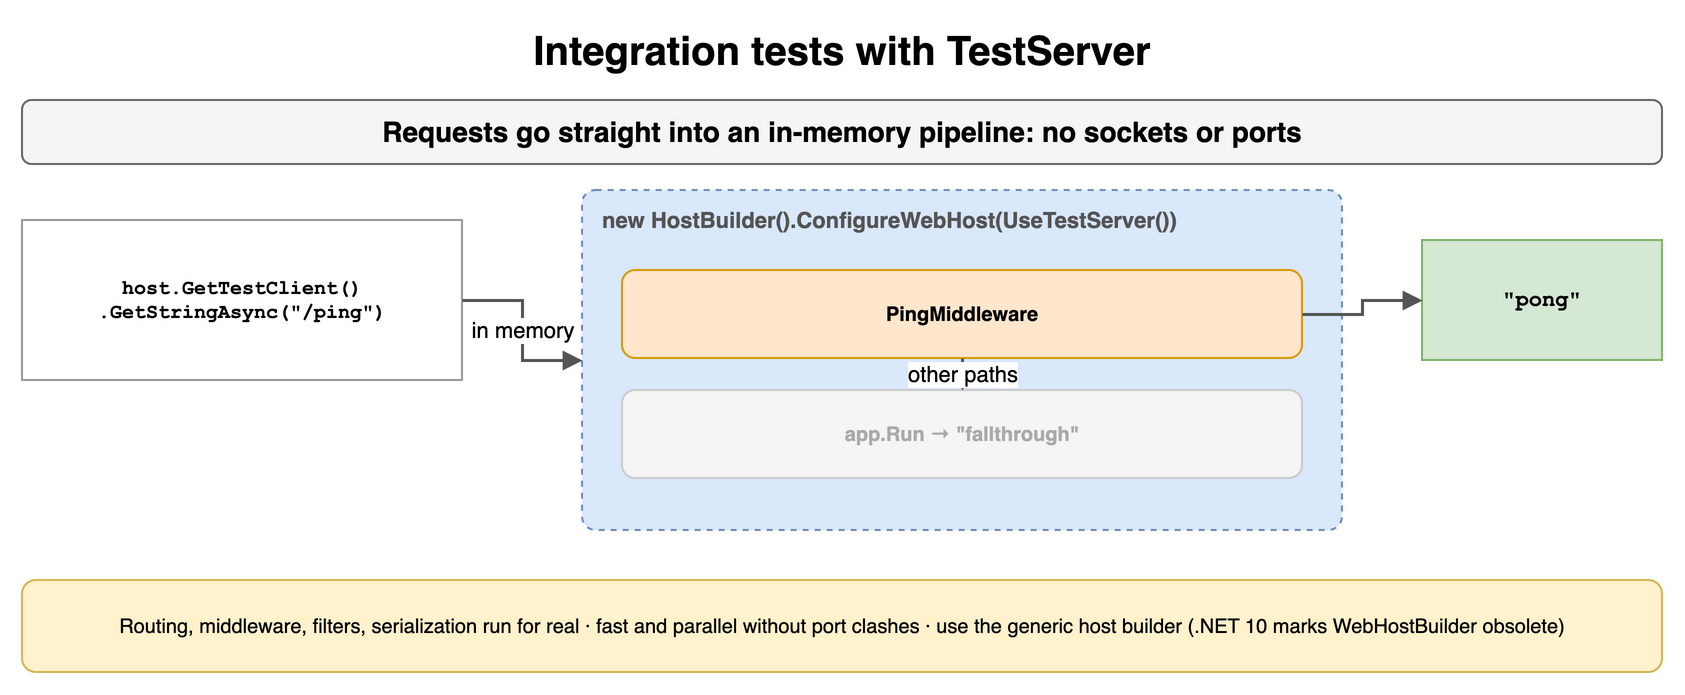 Integration tests with TestServer
Requests go straight into an in-memory pipeline: no sockets or ports
new HostBuilder().ConfigureWebHost(UseTestServer())
host.GetTestClient()
.GetStringAsync("/ping")
in memory
PingMiddleware
"pong"
other paths
app.Run → "fallthrough"
Routing, middleware, filters, serialization run for real · fast and parallel without port clashes · use the generic host builder (.NET 10 marks WebHostBuilder obsolete)